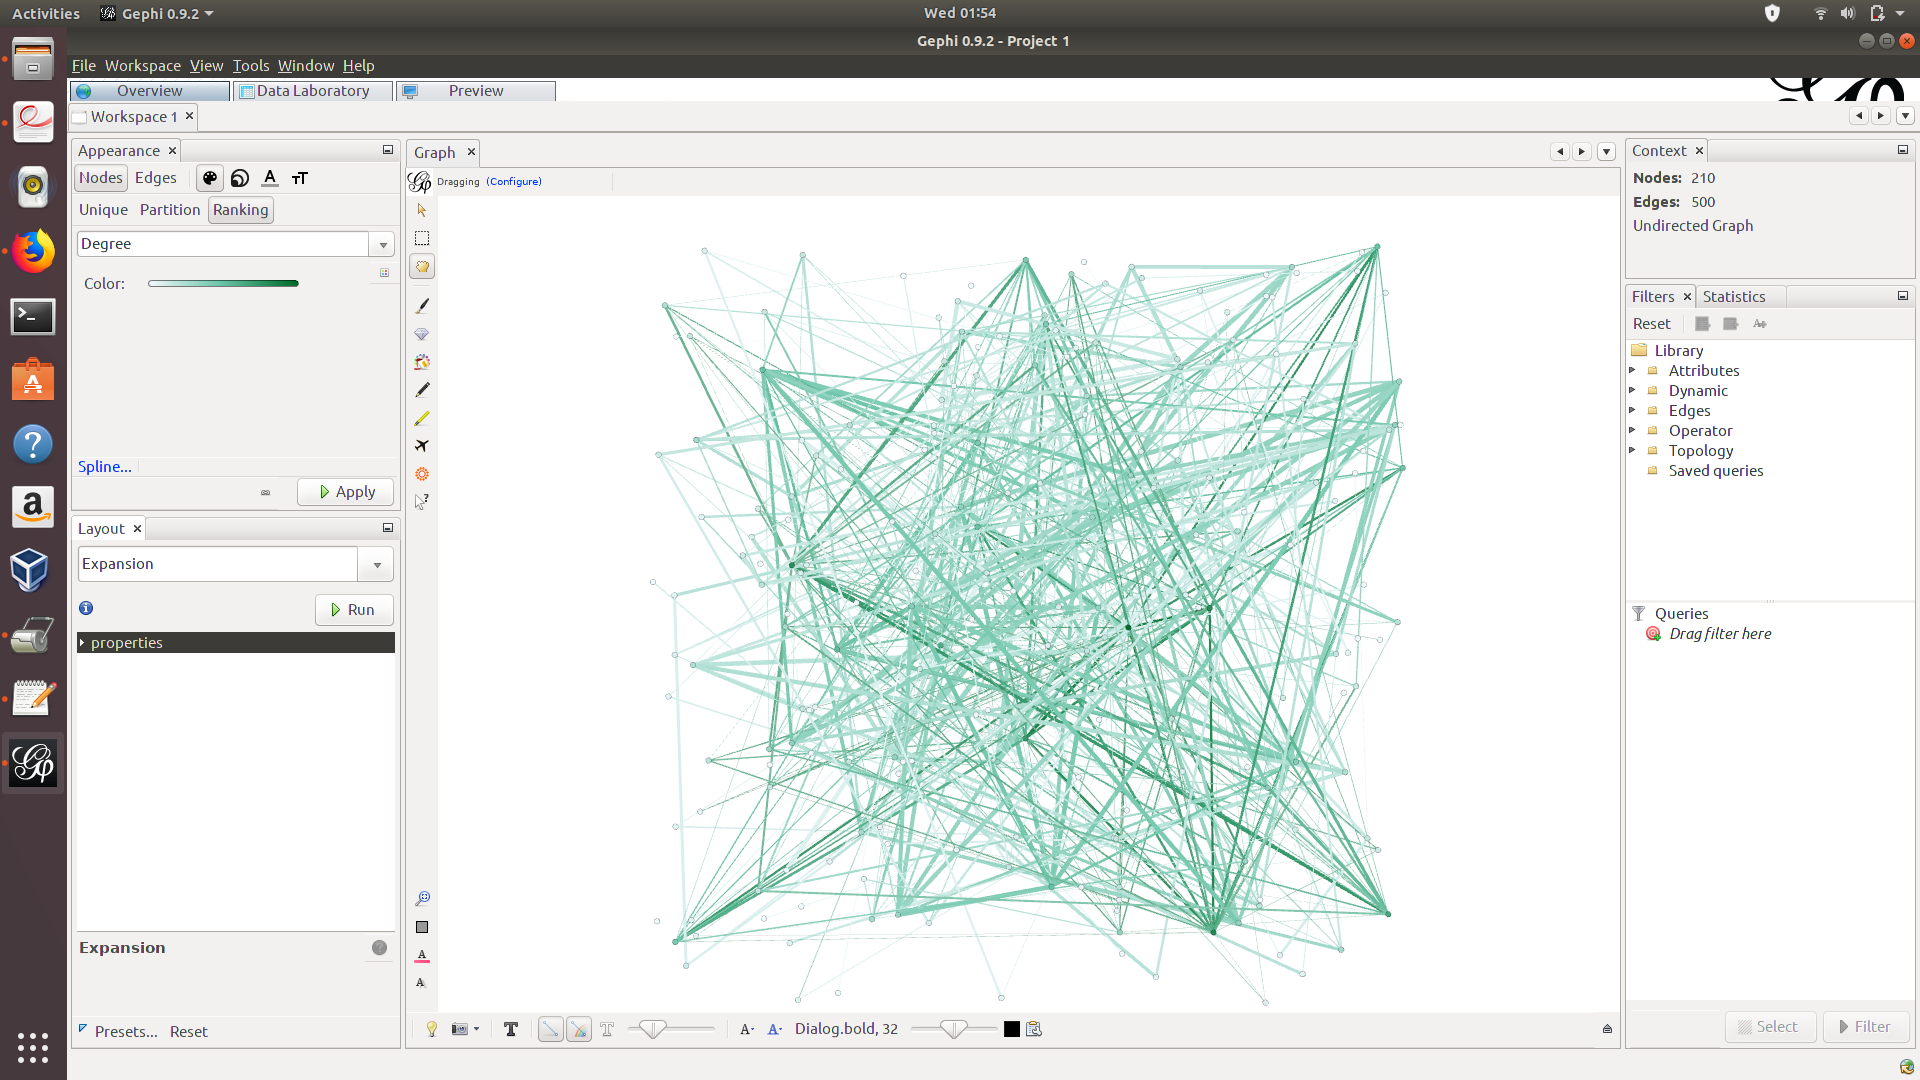 Activities Gephi 0.9.2 Wed 01:54
Gephi 0.9.2 - Project 1
File Workspace View Tools Window Help
Overview Data Laboratory Preview
Workspace 1
Appearance
Nodes Edges
Unique Partition Ranking
Degree
Color:
Spline...
Apply
Layout
Expansion
Run
properties
Expansion
Presets... Reset
Graph
Dragging (Configure)
Dialog.bold, 32
Context
Nodes: 210
Edges: 500
Undirected Graph
Filters Statistics
Reset
Library
Attributes
Dynamic
Edges
Operator
Topology
Saved queries
Queries
Drag filter here
Select Filter